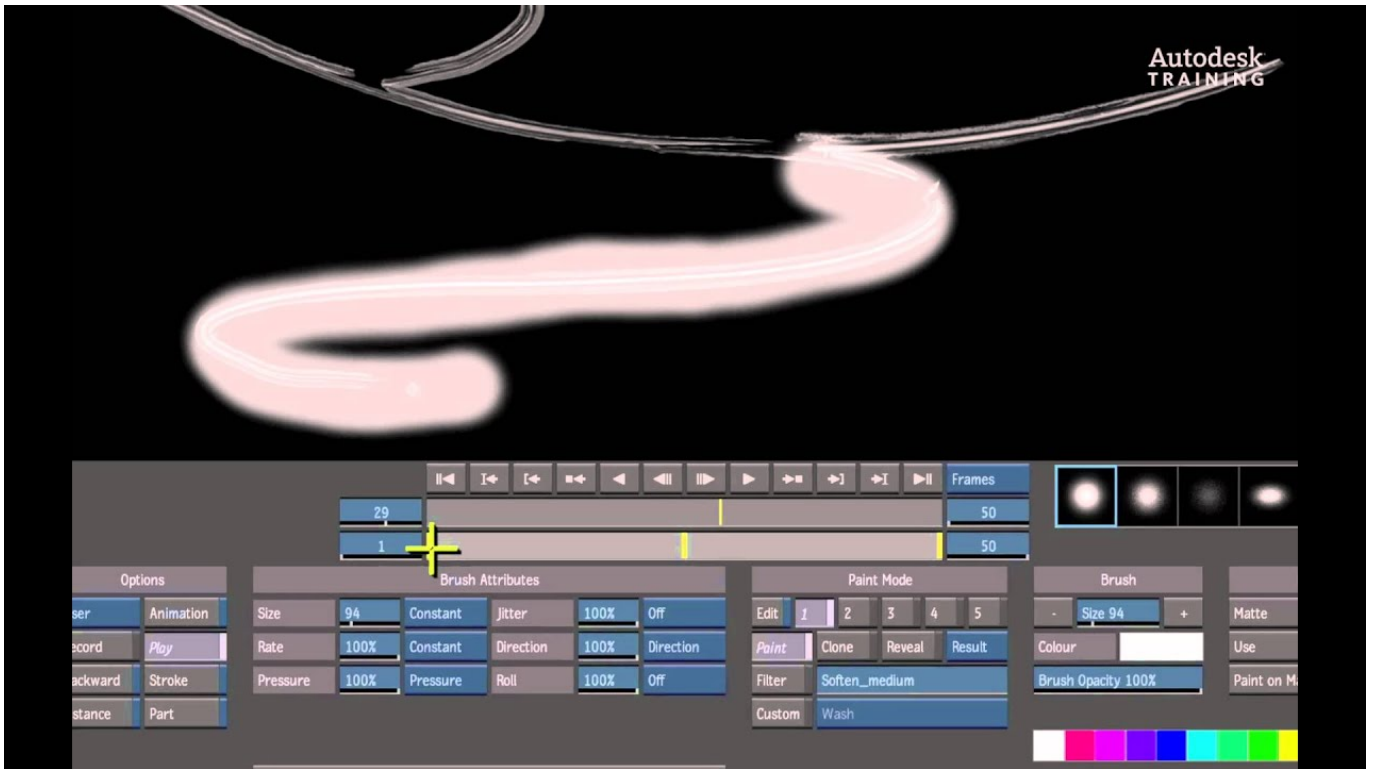 Autodesk
TRAINING
Frames
29 50
1 50
Options Brush Attributes Paint Mode Brush
ser Animation Size 94 Constant Jitter 100% Off Edit 1 2 3 4 5 - Size 94 + Matte
ecord Play Rate 100% Constant Direction 100% Direction Paint Clone Reveal Result Colour Use
ackward Stroke Pressure 100% Pressure Roll 100% Off Filter Soften_medium Brush Opacity 100% Paint on M
stance Part Custom Wash